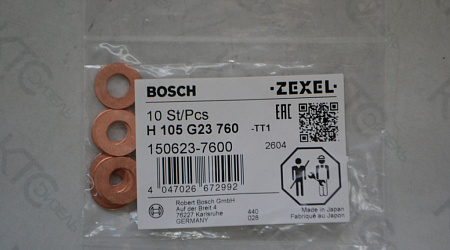 BOSCH
·ZEXEL·
10 St/Pcs
EAC
H 105 G23 760 -TT1
150623-7600
2604
4 047026 672992
Robert Bosch GmbH
Auf der Breit 4
76227 Karlsruhe
GERMANY
440
028
Made in Japan
Fabriqué au Japon